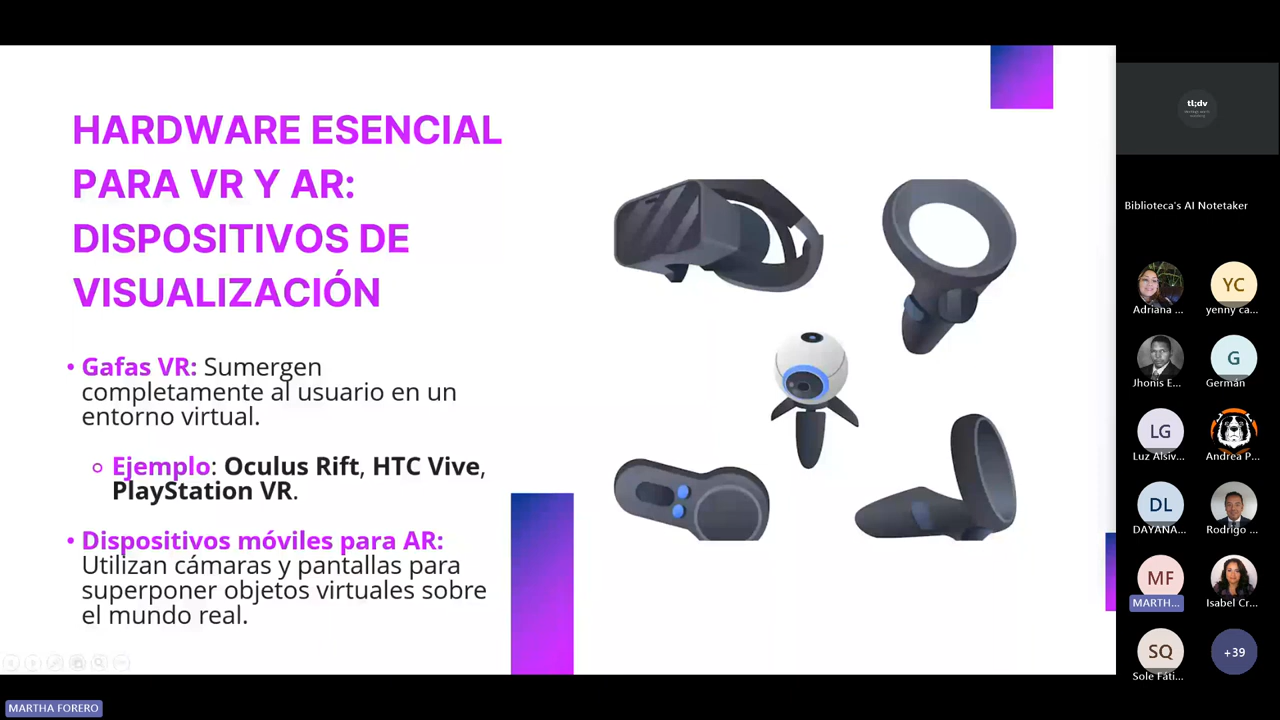 HARDWARE ESENCIAL
PARA VR Y AR:
DISPOSITIVOS DE
VISUALIZACIÓN
• Gafas VR: Sumergen
completamente al usuario en un
entorno virtual.
Ejemplo: Oculus Rift, HTC Vive,
PlayStation VR.
• Dispositivos móviles para AR:
Utilizan cámaras y pantallas para
superponer objetos virtuales sobre
el mundo real.
tl;dv
Biblioteca's AI Notetaker
Adriana ...
YC
yenny ca...
Jhonis E...
G
Germán
LG
Luz Alsiv...
Andrea P...
DL
DAYANA...
Rodrigo ...
MF
MARTH...
Isabel Cr...
SQ
Sole Fáti...
+39
MARTHA FORERO